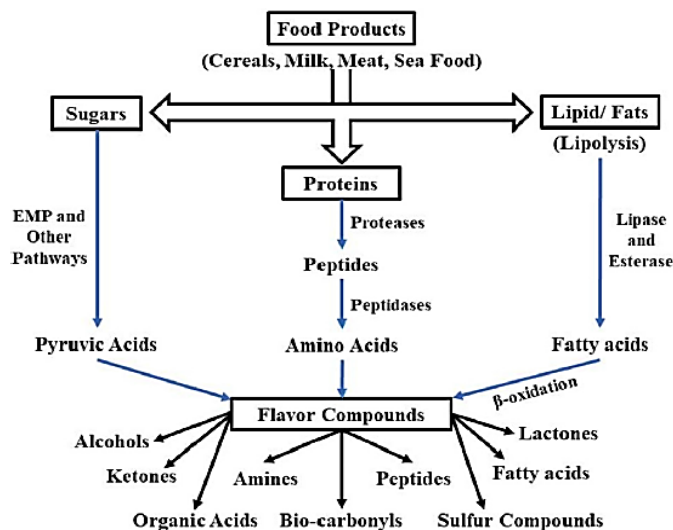 Food Products
(Cereals, Milk, Meat, Sea Food)
Sugars
Lipid/ Fats
(Lipolysis)
Proteins
EMP and
Other
Pathways
Proteases
Lipase
and
Esterase
Peptides
Peptidases
Pyruvic Acids
Amino Acids
Fatty acids
β-oxidation
Flavor Compounds
Alcohols
Lactones
Ketones
Amines
Peptides
Fatty acids
Organic Acids
Bio-carbonyls
Sulfur Compounds